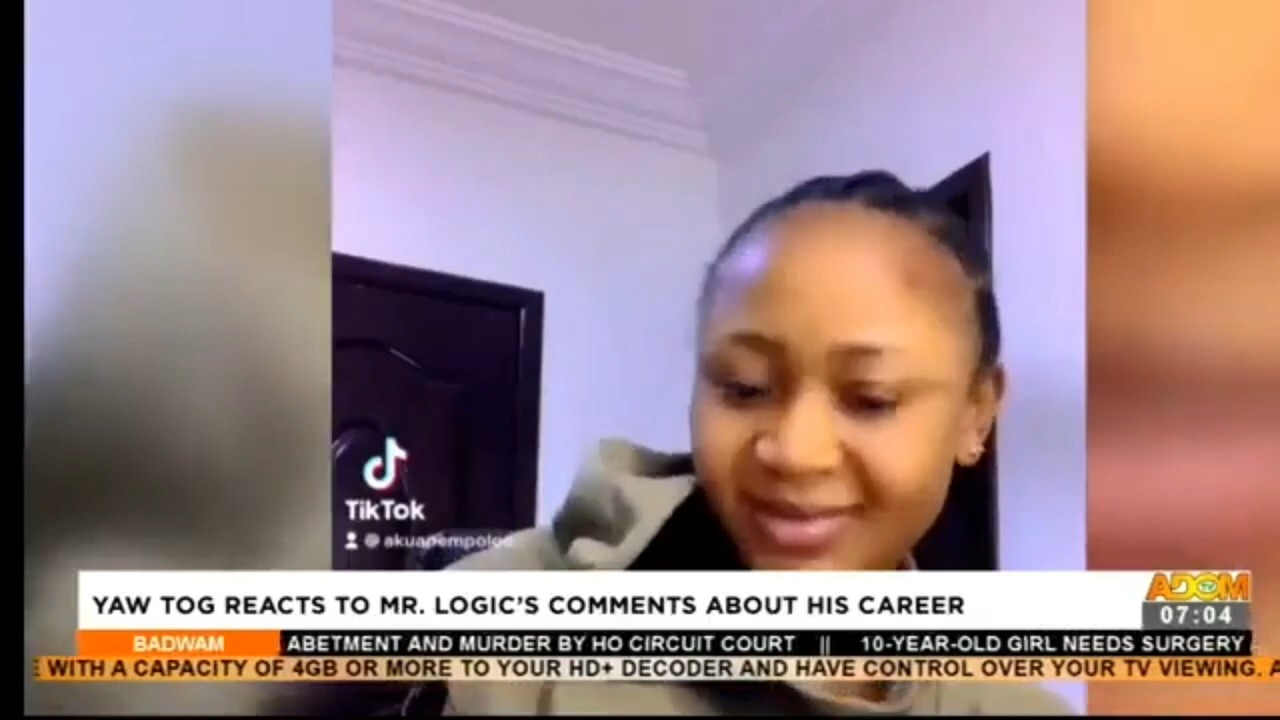 TikTok
@akuapempoloo
YAW TOG REACTS TO MR. LOGIC'S COMMENTS ABOUT HIS CAREER
ADOM TV
07:04
BADWAM
ABETMENT AND MURDER BY HO CIRCUIT COURT || 10-YEAR-OLD GIRL NEEDS SURGERY
E WITH A CAPACITY OF 4GB OR MORE TO YOUR HD+ DECODER AND HAVE CONTROL OVER YOUR TV VIEWING. A